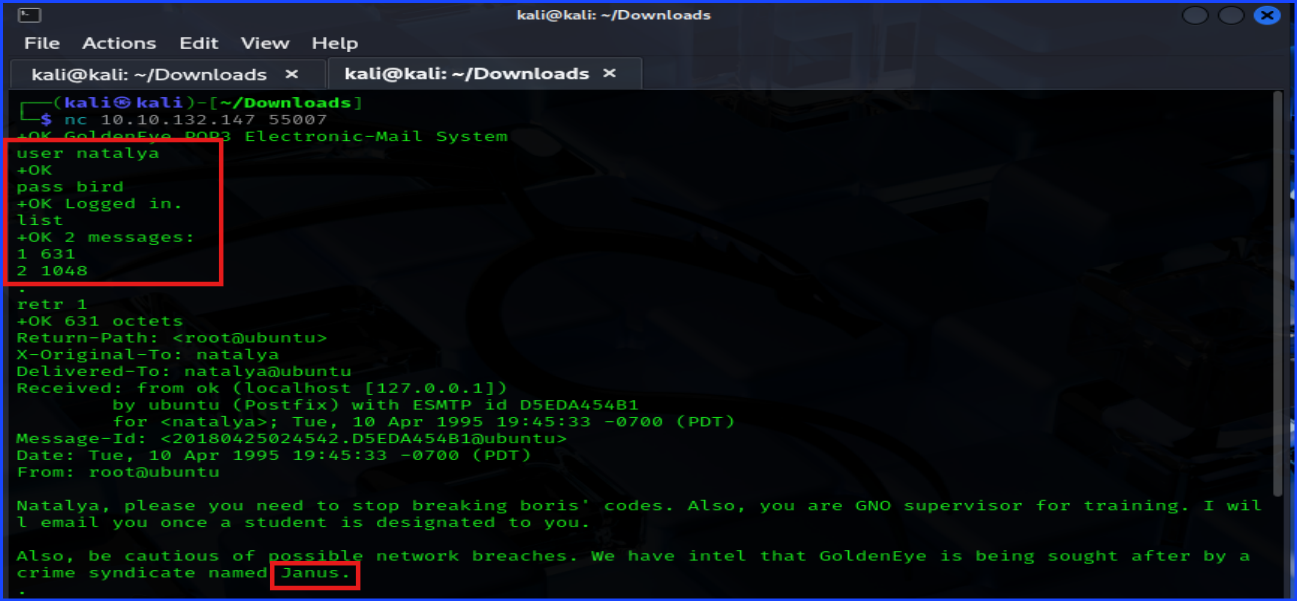 kali@kali: ~/Downloads
File Actions Edit View Help
kali@kali: ~/Downloads × kali@kali: ~/Downloads ×
(kali㉿kali)-[~/Downloads]
$ nc 10.10.132.147 55007
+OK GoldenEye POP3 Electronic-Mail System
user natalya
+OK
pass bird
+OK Logged in.
list
+OK 2 messages:
1 631
2 1048
.
retr 1
+OK 631 octets
Return-Path: <root@ubuntu>
X-Original-To: natalya
Delivered-To: natalya@ubuntu
Received: from ok (localhost [127.0.0.1])
by ubuntu (Postfix) with ESMTP id D5EDA454B1
for <natalya>; Tue, 10 Apr 1995 19:45:33 -0700 (PDT)
Message-Id: <20180425024542.D5EDA454B1@ubuntu>
Date: Tue, 10 Apr 1995 19:45:33 -0700 (PDT)
From: root@ubuntu
Natalya, please you need to stop breaking boris' codes. Also, you are GNO supervisor for training. I wil
l email you once a student is designated to you.
Also, be cautious of possible network breaches. We have intel that GoldenEye is being sought after by a
crime syndicate named Janus.
.